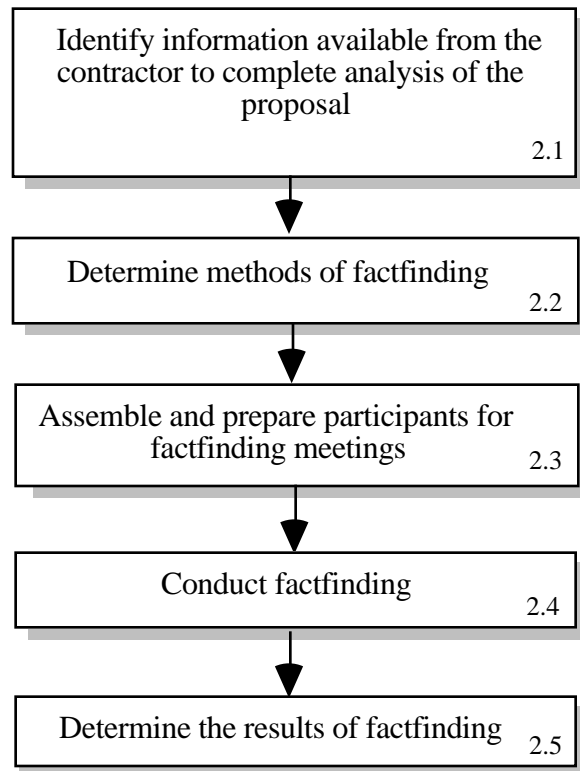 Identify information available from the
contractor to complete analysis of the
proposal
2.1
Determine methods of factfinding
2.2
Assemble and prepare participants for
factfinding meetings
2.3
Conduct factfinding
2.4
Determine the results of factfinding
2.5